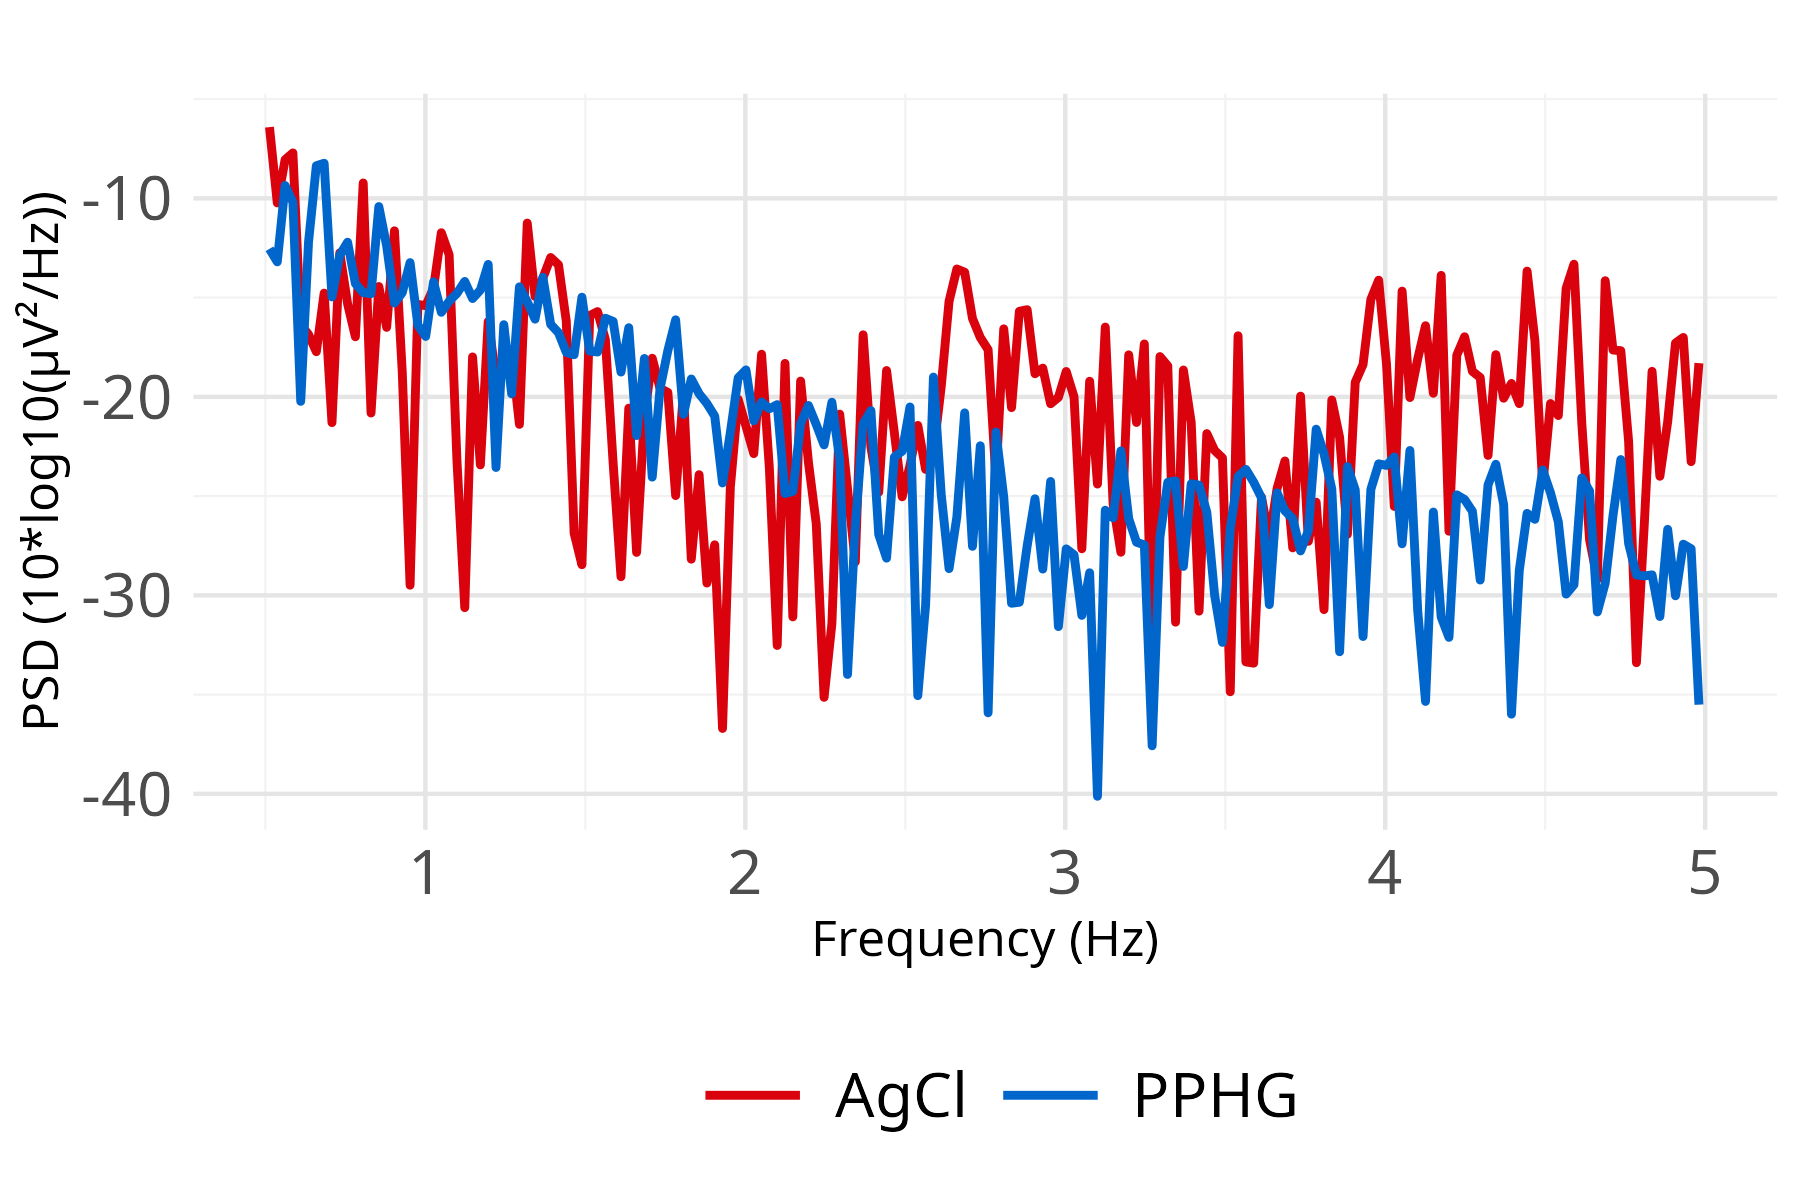 PSD (10*log10(µV²/Hz))
-10
-20
-30
-40
1 2 3 4 5
Frequency (Hz)
AgCl PPHG